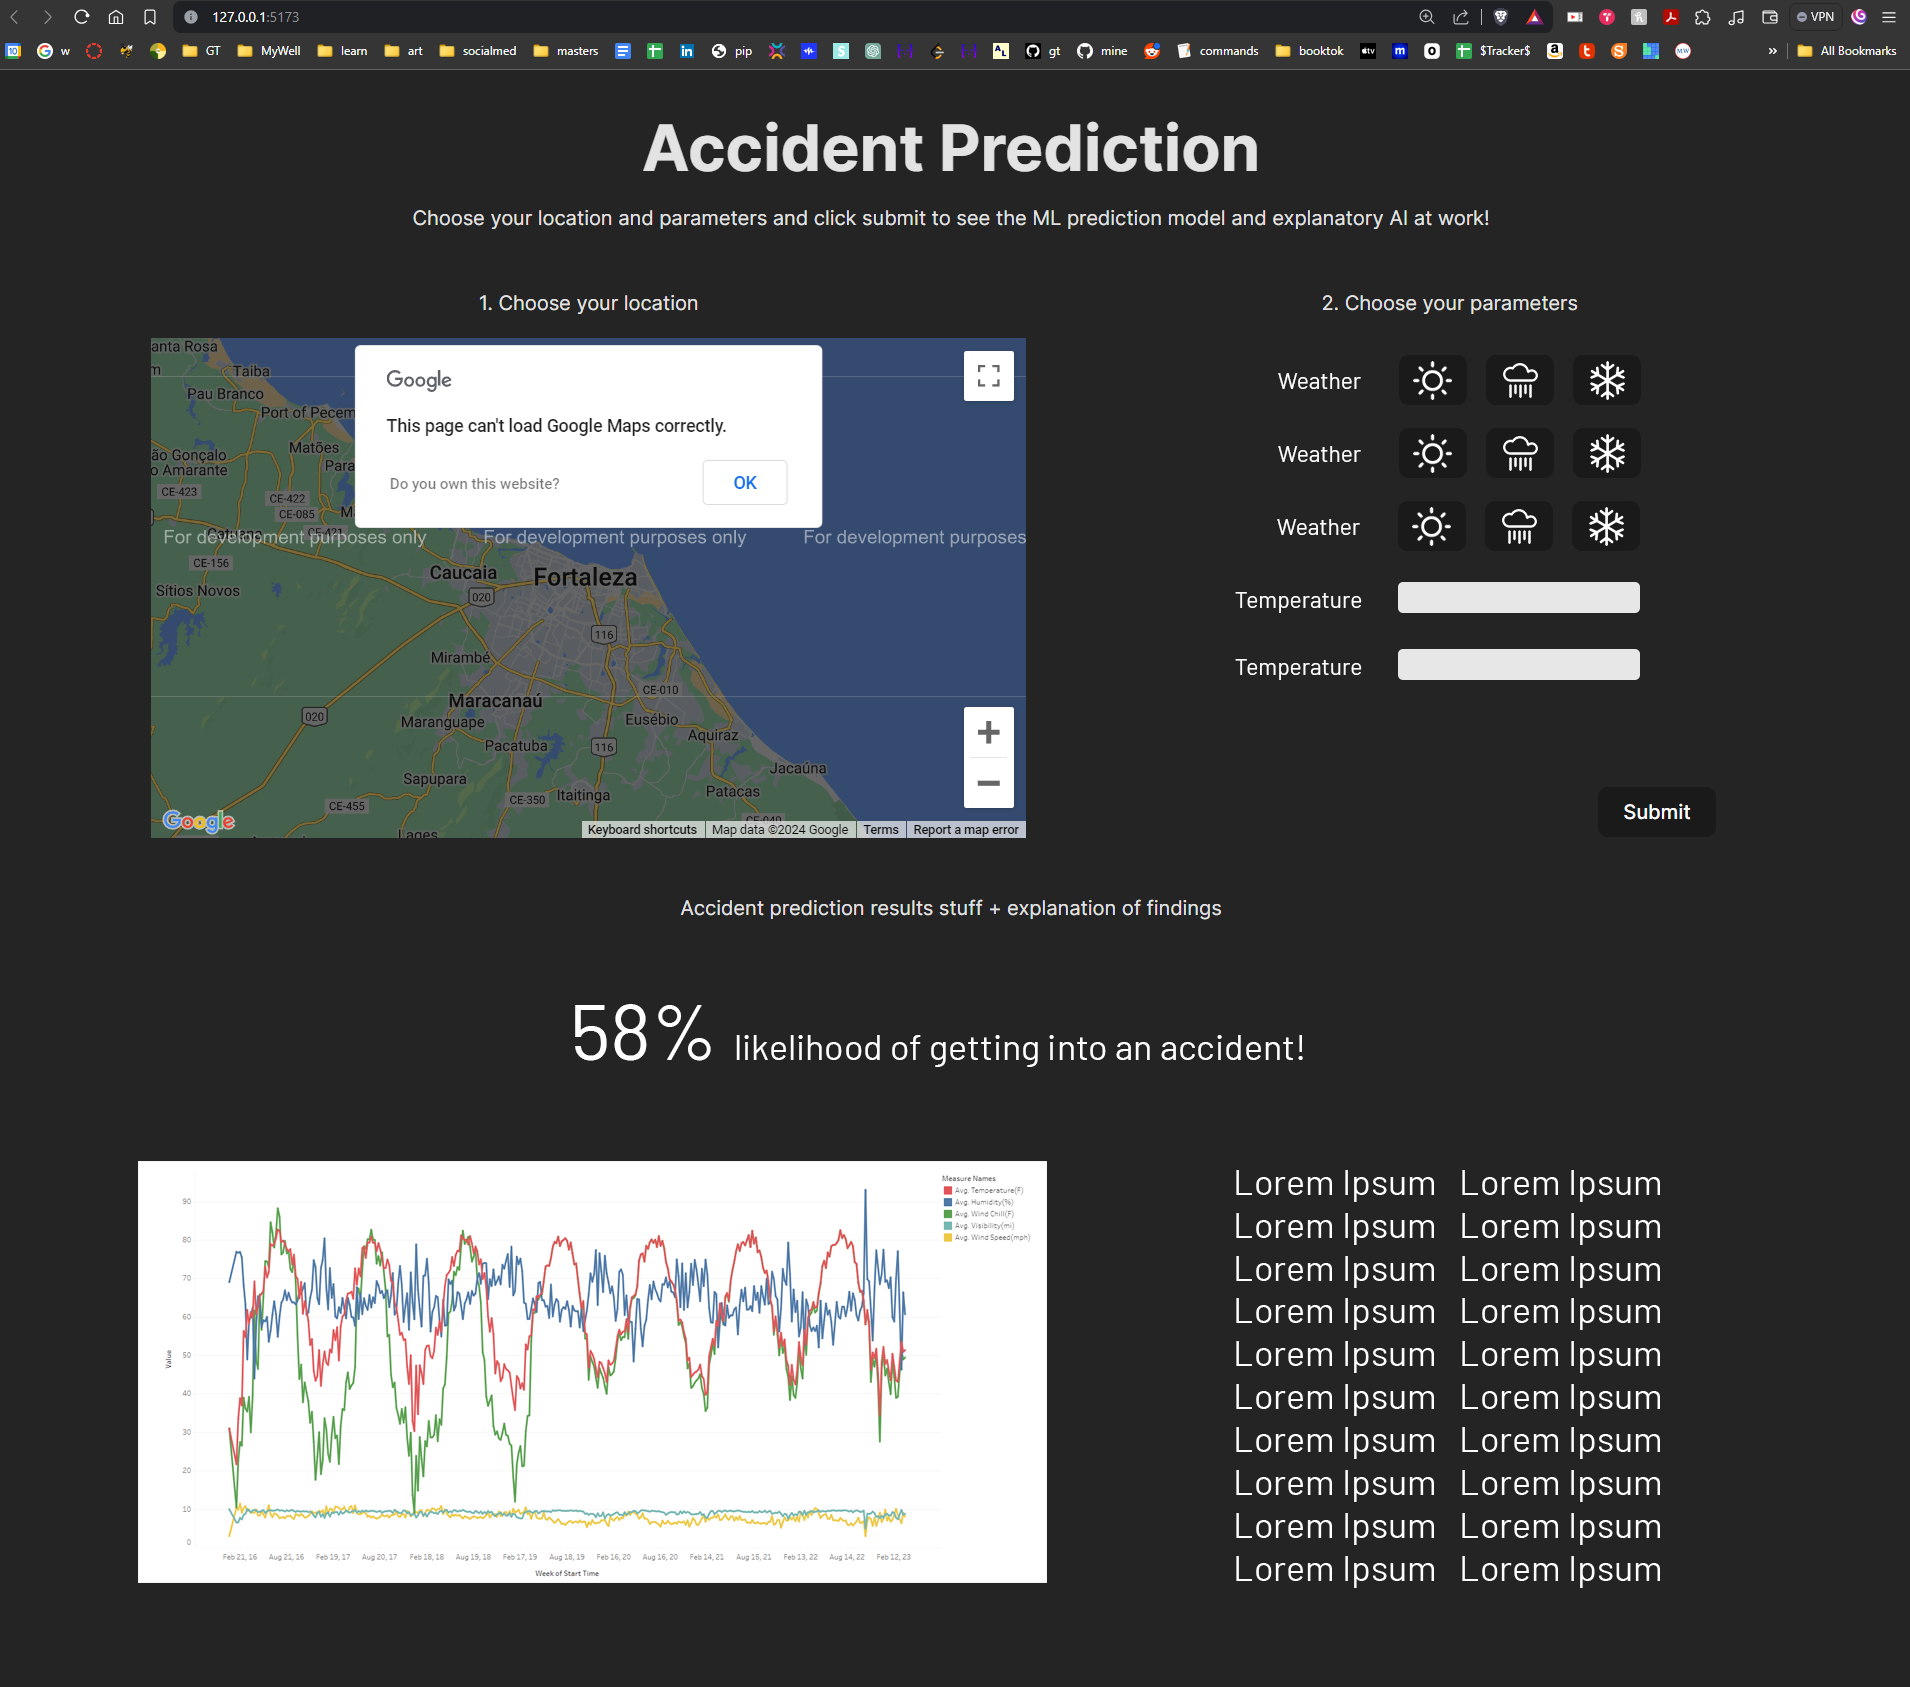 127.0.0.1:5173
VPN
w
GT
MyWell
learn
art
socialmed
masters
pip
gt
mine
commands
booktok
$Tracker$
»
All Bookmarks
Accident Prediction
Choose your location and parameters and click submit to see the ML prediction model and explanatory AI at work!
1. Choose your location
2. Choose your parameters
anta Rosa
Taiba
Pau Branco
Port of Pecem
Matões
ão Gonçalo
o Amarante
Para
CE-423
CE-422
CE-085
CE-156
Sítios Novos
Google
This page can't load Google Maps correctly.
Do you own this website?
OK
For development purposes only
For development purposes only
For development purposes
Caucaia
Fortaleza
020
116
Mirambé
CE-010
Maracanaú
Maranguape
020
Eusébio
Aquiraz
Pacatuba
116
Jacaúna
Sapupara
CE-350
Itaitinga
Patacas
CE-455
CE-040
Lages
Google
Keyboard shortcuts
Map data ©2024 Google
Terms
Report a map error
Weather
Weather
Weather
Temperature
Temperature
Submit
Accident prediction results stuff + explanation of findings
58% likelihood of getting into an accident!
Measure Names
Avg. Temperature(F)
Avg. Humidity(%)
Avg. Wind Chill(F)
Avg. Visibility(mi)
Avg. Wind Speed(mph)
90
80
70
60
50
40
30
20
10
0
Value
Feb 21, 16
Aug 21, 16
Feb 19, 17
Aug 20, 17
Feb 18, 18
Aug 19, 18
Feb 17, 19
Aug 18, 19
Feb 16, 20
Aug 16, 20
Feb 14, 21
Aug 15, 21
Feb 13, 22
Aug 14, 22
Feb 12, 23
Week of Start Time
Lorem Ipsum Lorem Ipsum
Lorem Ipsum Lorem Ipsum
Lorem Ipsum Lorem Ipsum
Lorem Ipsum Lorem Ipsum
Lorem Ipsum Lorem Ipsum
Lorem Ipsum Lorem Ipsum
Lorem Ipsum Lorem Ipsum
Lorem Ipsum Lorem Ipsum
Lorem Ipsum Lorem Ipsum
Lorem Ipsum Lorem Ipsum